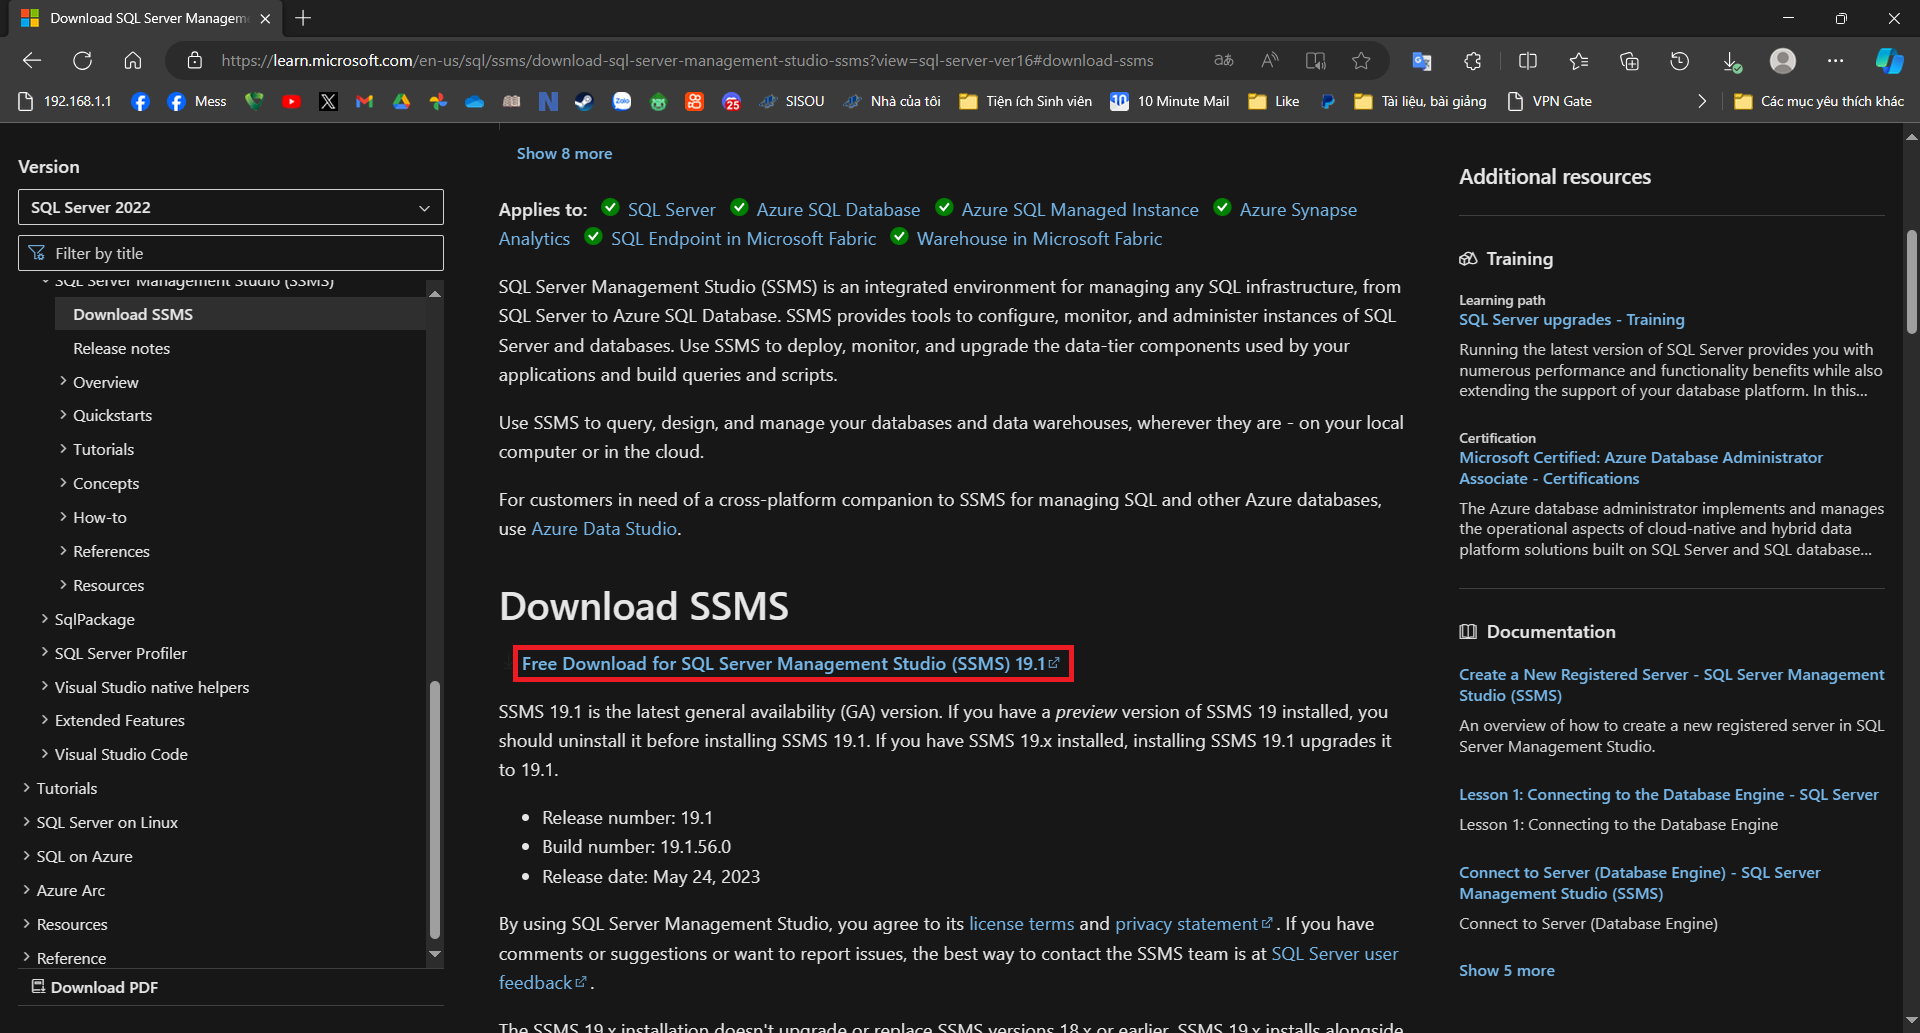 Download SQL Server Managem
https://learn.microsoft.com/en-us/sql/ssms/download-sql-server-management-studio-ssms?view=sql-server-ver16#download-ssms
192.168.1.1 Mess SISOU Nhà của tôi Tiện ích Sinh viên 10 10 Minute Mail Like Tài liệu, bài giảng VPN Gate Các mục yêu thích khác
Version
SQL Server 2022
Filter by title
SQL Server Management Studio (SSMS)
Download SSMS
Release notes
Overview
Quickstarts
Tutorials
Concepts
How-to
References
Resources
SqlPackage
SQL Server Profiler
Visual Studio native helpers
Extended Features
Visual Studio Code
Tutorials
SQL Server on Linux
SQL on Azure
Azure Arc
Resources
Reference
Download PDF
Show 8 more
Applies to: SQL Server Azure SQL Database Azure SQL Managed Instance Azure Synapse
Analytics SQL Endpoint in Microsoft Fabric Warehouse in Microsoft Fabric
SQL Server Management Studio (SSMS) is an integrated environment for managing any SQL infrastructure, from
SQL Server to Azure SQL Database. SSMS provides tools to configure, monitor, and administer instances of SQL
Server and databases. Use SSMS to deploy, monitor, and upgrade the data-tier components used by your
applications and build queries and scripts.
Use SSMS to query, design, and manage your databases and data warehouses, wherever they are - on your local
computer or in the cloud.
For customers in need of a cross-platform companion to SSMS for managing SQL and other Azure databases,
use Azure Data Studio.
Download SSMS
Free Download for SQL Server Management Studio (SSMS) 19.1
SSMS 19.1 is the latest general availability (GA) version. If you have a preview version of SSMS 19 installed, you
should uninstall it before installing SSMS 19.1. If you have SSMS 19.x installed, installing SSMS 19.1 upgrades it
to 19.1.
• Release number: 19.1
• Build number: 19.1.56.0
• Release date: May 24, 2023
By using SQL Server Management Studio, you agree to its license terms and privacy statement. If you have
comments or suggestions or want to report issues, the best way to contact the SSMS team is at SQL Server user
feedback.
The SSMS 19.x installation doesn't upgrade or replace SSMS versions 18.x or earlier. SSMS 19.x installs alongside
Additional resources
Training
Learning path
SQL Server upgrades - Training
Running the latest version of SQL Server provides you with
numerous performance and functionality benefits while also
extending the support of your database platform. In this...
Certification
Microsoft Certified: Azure Database Administrator
Associate - Certifications
The Azure database administrator implements and manages
the operational aspects of cloud-native and hybrid data
platform solutions built on SQL Server and SQL database...
Documentation
Create a New Registered Server - SQL Server Management
Studio (SSMS)
An overview of how to create a new registered server in SQL
Server Management Studio.
Lesson 1: Connecting to the Database Engine - SQL Server
Lesson 1: Connecting to the Database Engine
Connect to Server (Database Engine) - SQL Server
Management Studio (SSMS)
Connect to Server (Database Engine)
Show 5 more